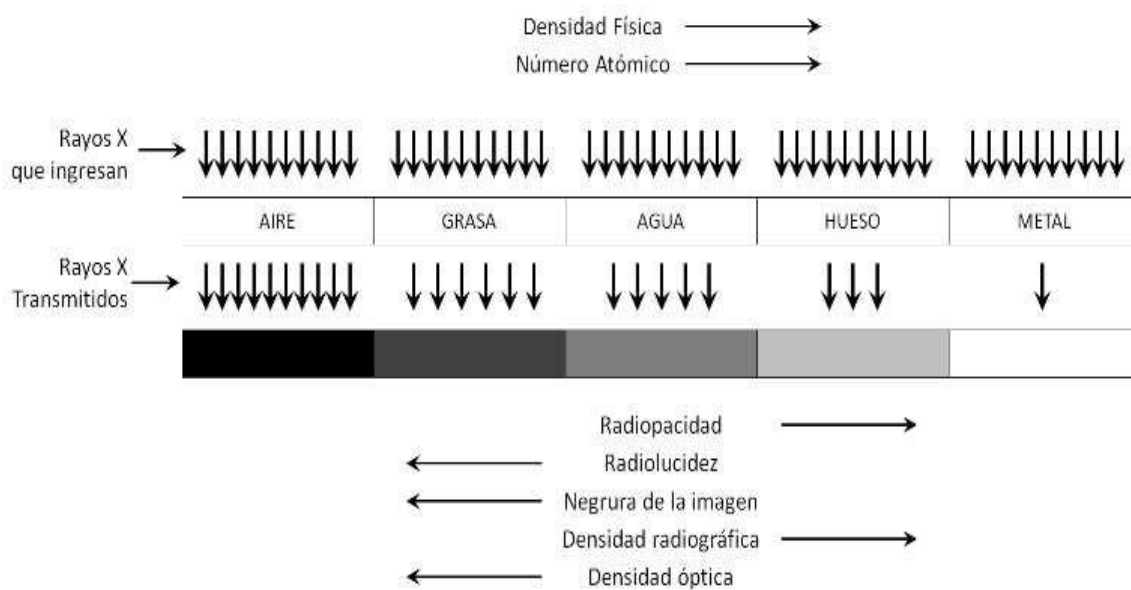 Densidad Física
Número Atómico
Rayos X
que ingresan
AIRE GRASA AGUA HUESO METAL
Rayos X
Transmitidos
Radiopacidad
Radiolucidez
Negrura de la imagen
Densidad radiográfica
Densidad óptica